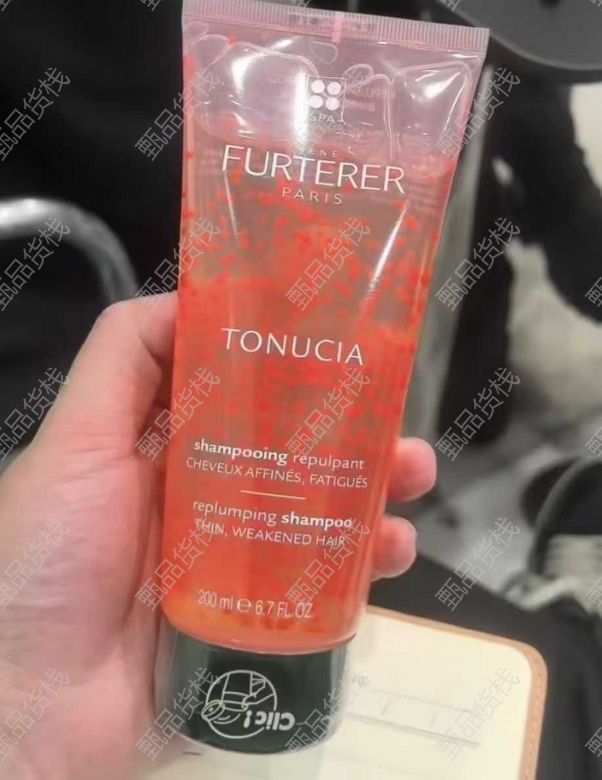 SPA
RENE
FURTERER
PARIS
TONUCIA
shampooing repulpant
CHEVEUX AFFINÉS, FATIGUÉS
replumping shampoo
THIN, WEAKENED HAIR
200 ml e 6.7 FL.OZ.
Clic!
甄品货栈